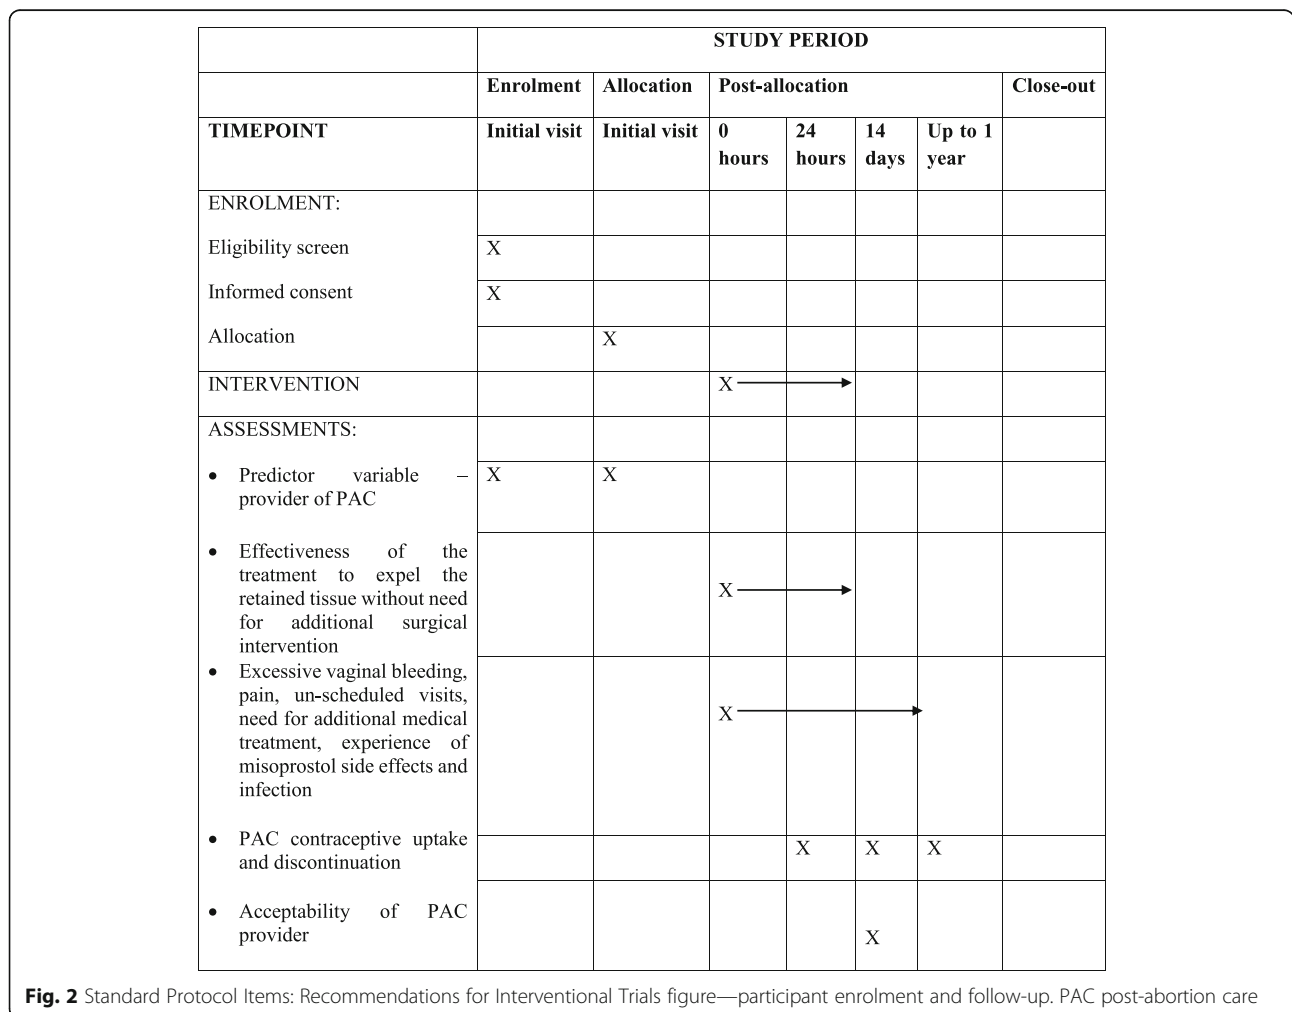 STUDY PERIOD
Enrolment Allocation Post-allocation Close-out
TIMEPOINT Initial visit Initial visit 0 24 14 Up to 1
hours hours days year
ENROLMENT:
Eligibility screen X
Informed consent X
Allocation X
INTERVENTION X
ASSESSMENTS:
• Predictor variable – X X
provider of PAC
• Effectiveness of the
treatment to expel the
retained tissue without need X
for additional surgical
intervention
• Excessive vaginal bleeding,
pain, un-scheduled visits,
need for additional medical X
treatment, experience of
misoprostol side effects and
infection
• PAC contraceptive uptake X X X
and discontinuation
• Acceptability of PAC
provider X
Fig. 2 Standard Protocol Items: Recommendations for Interventional Trials figure—participant enrolment and follow-up. PAC post-abortion care